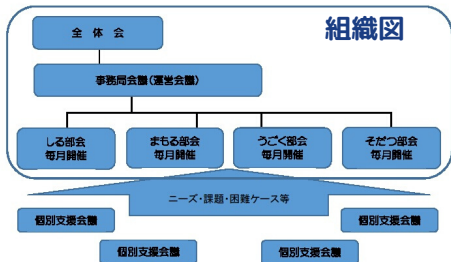 組織図
全 体 会
事務局会議(運営会議)
しる部会
毎月開催
まもる部会
毎月開催
うごく部会
毎月開催
そだつ部会
毎月開催
ニーズ・課題・困難ケース等
個別支援会議
個別支援会議
個別支援会議
個別支援会議